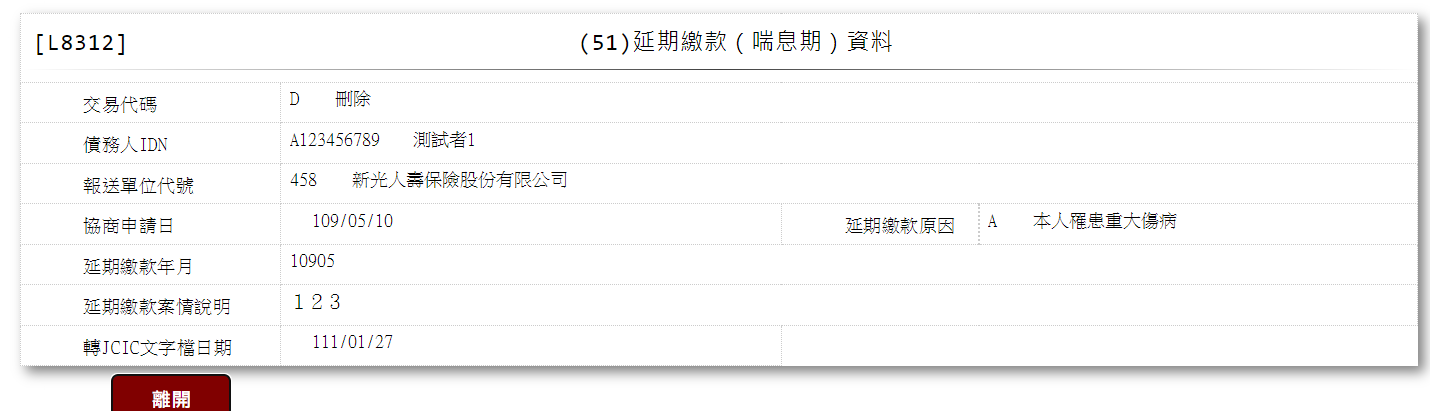 [L8312] (51)延期繳款（喘息期）資料
交易代碼 D 刪除
債務人IDN A123456789 測試者1
報送單位代號 458 新光人壽保險股份有限公司
協商申請日 109/05/10 延期繳款原因 A 本人罹患重大傷病
延期繳款年月 10905
延期繳款案情說明 １２３
轉JCIC文字檔日期 111/01/27
離開